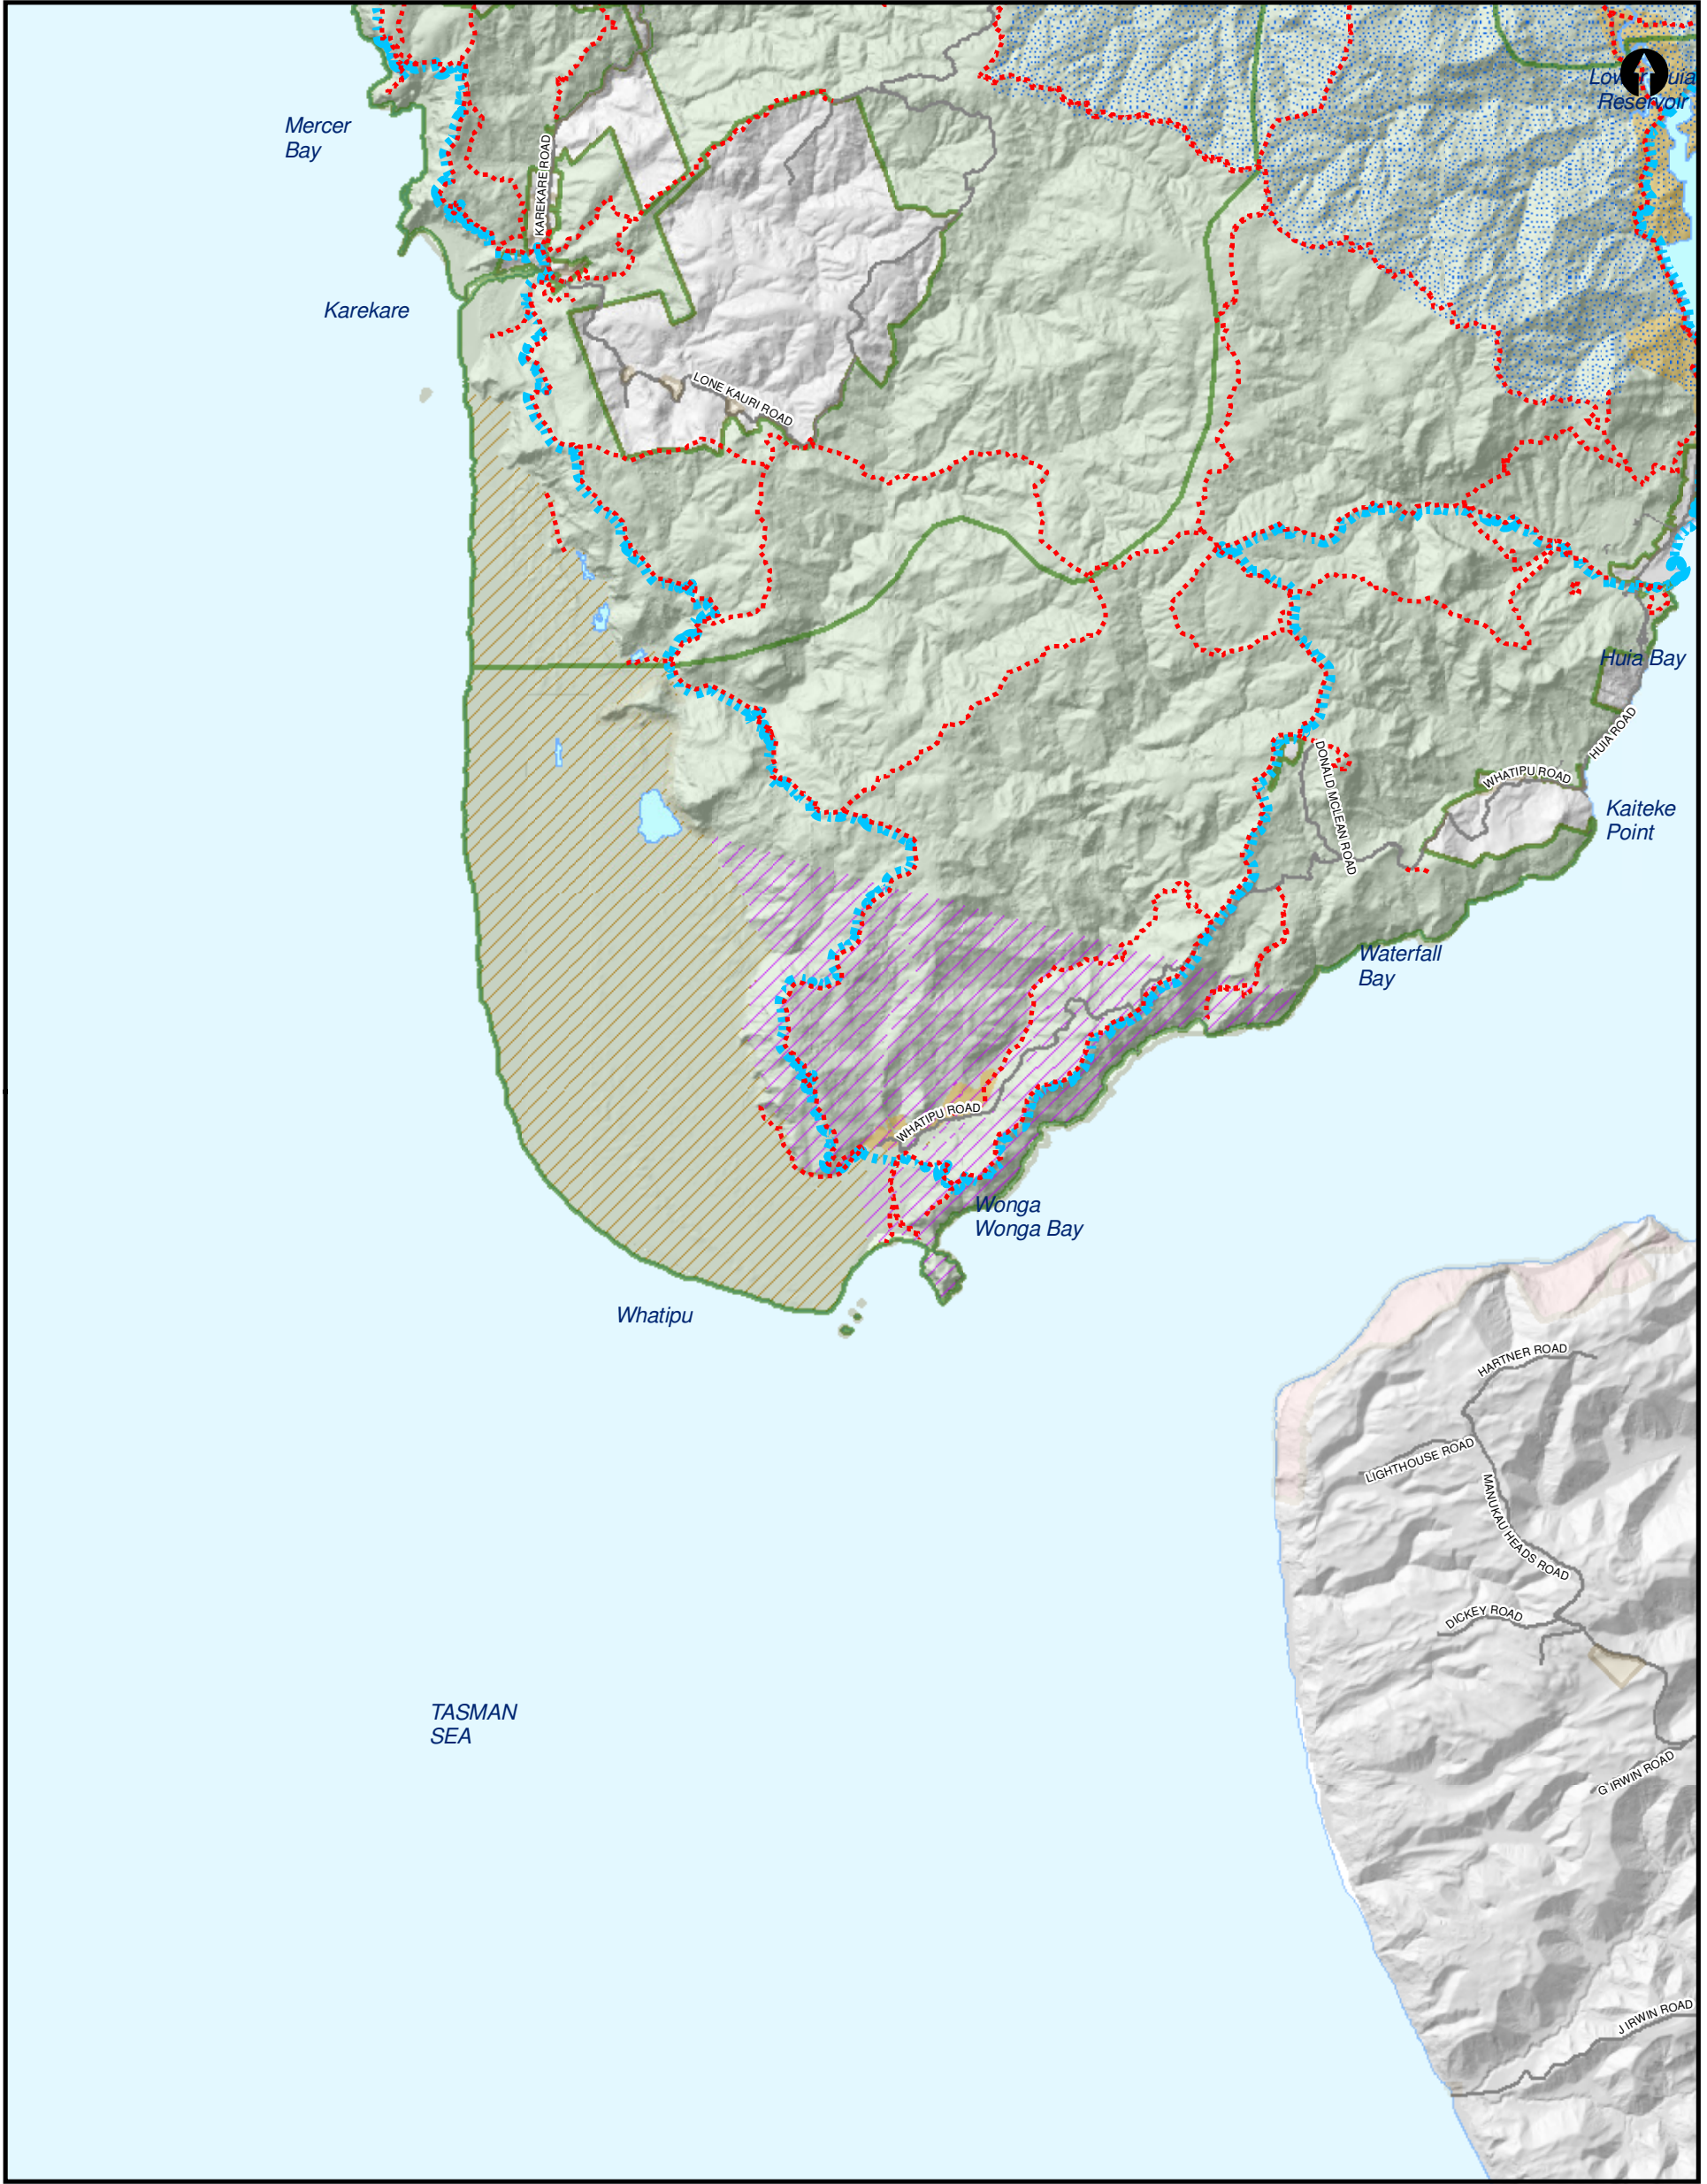 Lower Huia
Reservoir
Mercer
Bay
KAREKARE ROAD
Karekare
LONE KAURI ROAD
Huia Bay
HUIA ROAD
DONALD MCLEAN ROAD
WHATIPU ROAD
Kaiteke
Point
Waterfall
Bay
WHATIPU ROAD
Wonga
Wonga Bay
Whatipu
HARTNER ROAD
LIGHTHOUSE ROAD
MANUKAU HEADS ROAD
DICKEY ROAD
TASMAN
SEA
G IRWIN ROAD
J IRWIN ROAD